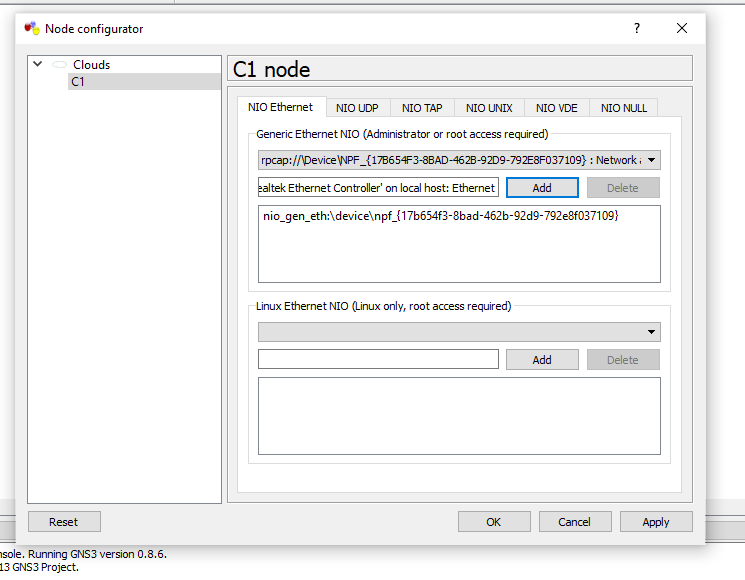 Node configurator
?
Clouds
C1
C1 node
NIO Ethernet NIO UDP NIO TAP NIO UNIX NIO VDE NIO NULL
Generic Ethernet NIO (Administrator or root access required)
rpcap://\Device\NPF_{17B654F3-8BAD-462B-92D9-792E8F037109} : Network
ealtek Ethernet Controller' on local host: Ethernet Add Delete
nio_gen_eth:\device\npf_{17b654f3-8bad-462b-92d9-792e8f037109}
Linux Ethernet NIO (Linux only, root access required)
Add Delete
Reset OK Cancel Apply
nsole. Running GNS3 version 0.8.6.
13 GNS3 Project.